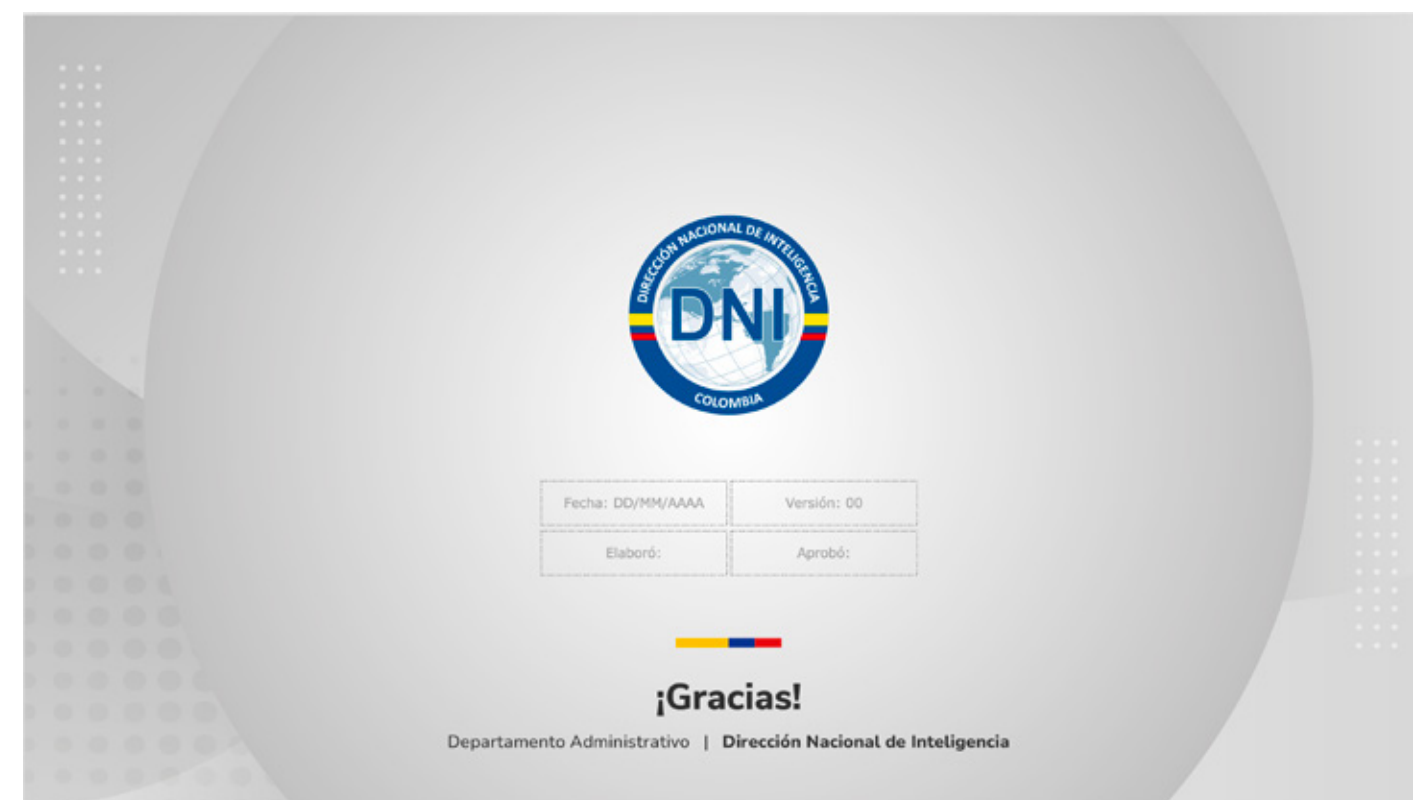 DIRECCIÓN NACIONAL DE INTELIGENCIA
DNI
COLOMBIA
Fecha: DD/MM/AAAA Versión: 00
Elaboró: Aprobó:
¡Gracias!
Departamento Administrativo | Dirección Nacional de Inteligencia